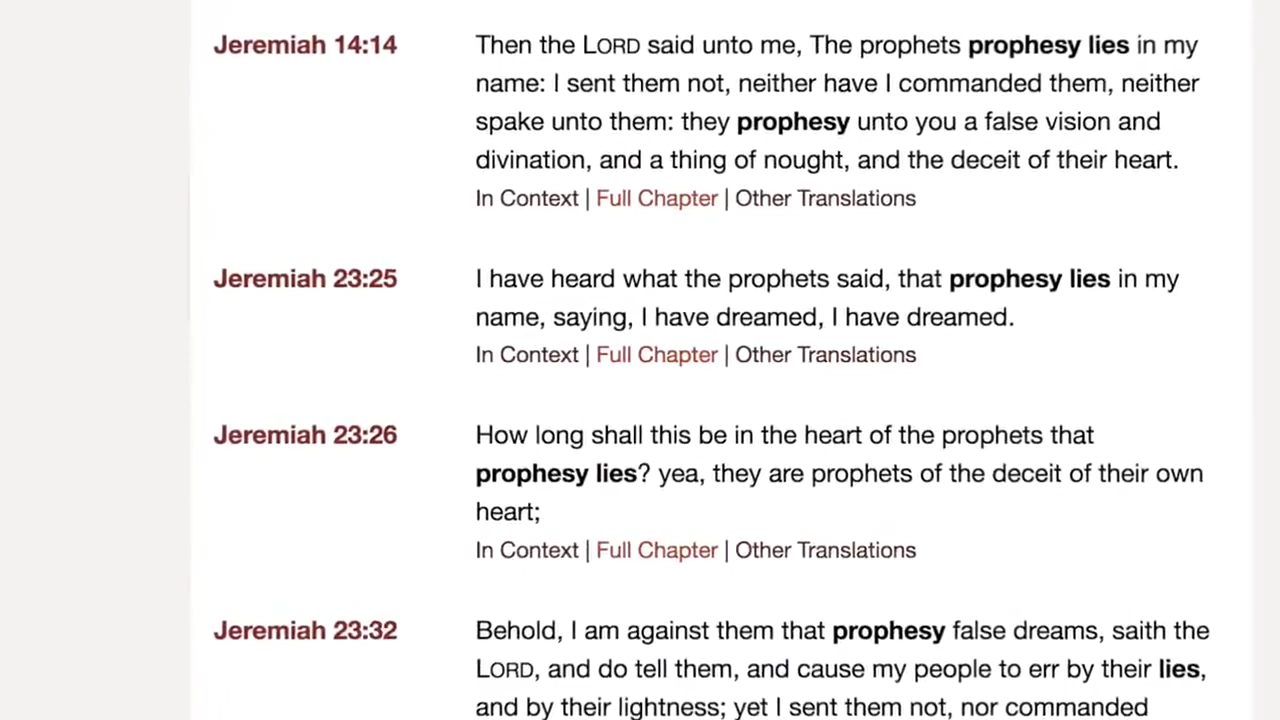 Jeremiah 14:14 Then the LORD said unto me, The prophets prophesy lies in my
name: I sent them not, neither have I commanded them, neither
spake unto them: they prophesy unto you a false vision and
divination, and a thing of nought, and the deceit of their heart.
In Context | Full Chapter | Other Translations
Jeremiah 23:25 I have heard what the prophets said, that prophesy lies in my
name, saying, I have dreamed, I have dreamed.
In Context | Full Chapter | Other Translations
Jeremiah 23:26 How long shall this be in the heart of the prophets that
prophesy lies? yea, they are prophets of the deceit of their own
heart;
In Context | Full Chapter | Other Translations
Jeremiah 23:32 Behold, I am against them that prophesy false dreams, saith the
LORD, and do tell them, and cause my people to err by their lies,
and by their lightness; yet I sent them not, nor commanded